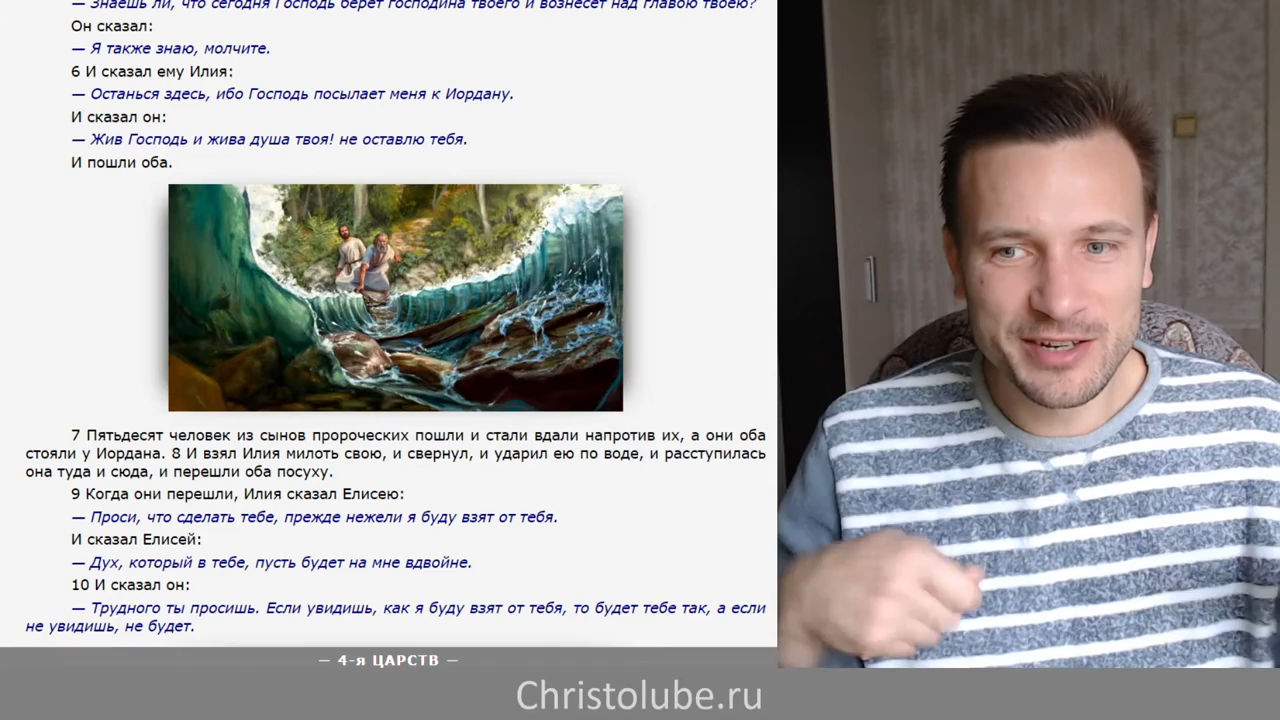 — Знаешь ли, что сегодня Господь берет господина твоего и вознесет над главою твоею?
Он сказал:
— Я также знаю, молчите.
6 И сказал ему Илия:
— Останься здесь, ибо Господь посылает меня к Иордану.
И сказал он:
— Жив Господь и жива душа твоя! не оставлю тебя.
И пошли оба.
7 Пятьдесят человек из сынов пророческих пошли и стали вдали напротив их, а они оба
стояли у Иордана. 8 И взял Илия милоть свою, и свернул, и ударил ею по воде, и расступилась
она туда и сюда, и перешли оба посуху.
9 Когда они перешли, Илия сказал Елисею:
— Проси, что сделать тебе, прежде нежели я буду взят от тебя.
И сказал Елисей:
— Дух, который в тебе, пусть будет на мне вдвойне.
10 И сказал он:
— Трудного ты просишь. Если увидишь, как я буду взят от тебя, то будет тебе так, а если
не увидишь, не будет.
— 4-я ЦАРСТВ —
Christolube.ru